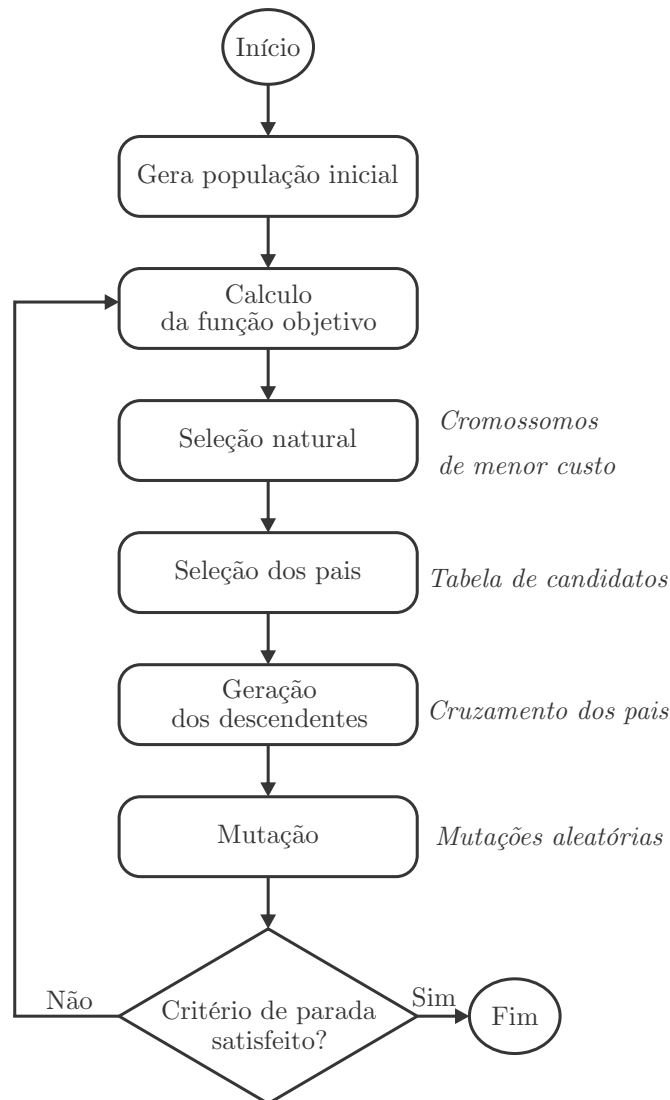 Início
Gera população inicial
Calculo
da função objetivo
Seleção natural
Cromossomos
de menor custo
Seleção dos pais
Tabela de candidatos
Geração
dos descendentes
Cruzamento dos pais
Mutação
Mutações aleatórias
Não
Critério de parada
satisfeito?
Sim
Fim